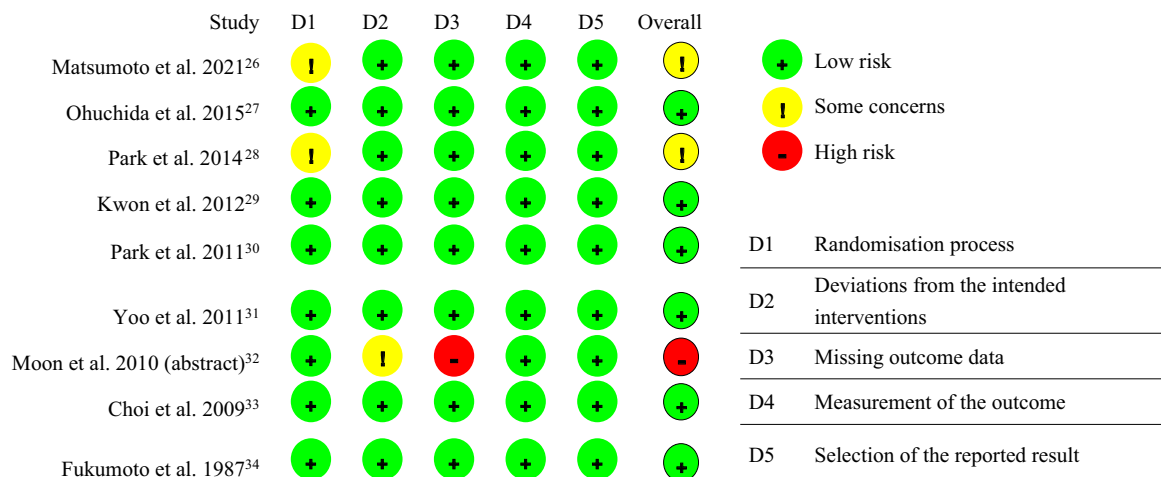 Study D1 D2 D3 D4 D5 Overall
Matsumoto et al. 2021²⁶ ! + + + + !
Ohuchida et al. 2015²⁷ + + + + + +
Park et al. 2014²⁸ ! + + + + !
Kwon et al. 2012²⁹ + + + + + +
Park et al. 2011³⁰ + + + + + +
Yoo et al. 2011³¹ + + + + + +
Moon et al. 2010 (abstract)³² + ! - + + -
Choi et al. 2009³³ + + + + + +
Fukumoto et al. 1987³⁴ + + + + + +
+ Low risk
! Some concerns
- High risk
D1 Randomisation process
D2 Deviations from the intended
interventions
D3 Missing outcome data
D4 Measurement of the outcome
D5 Selection of the reported result